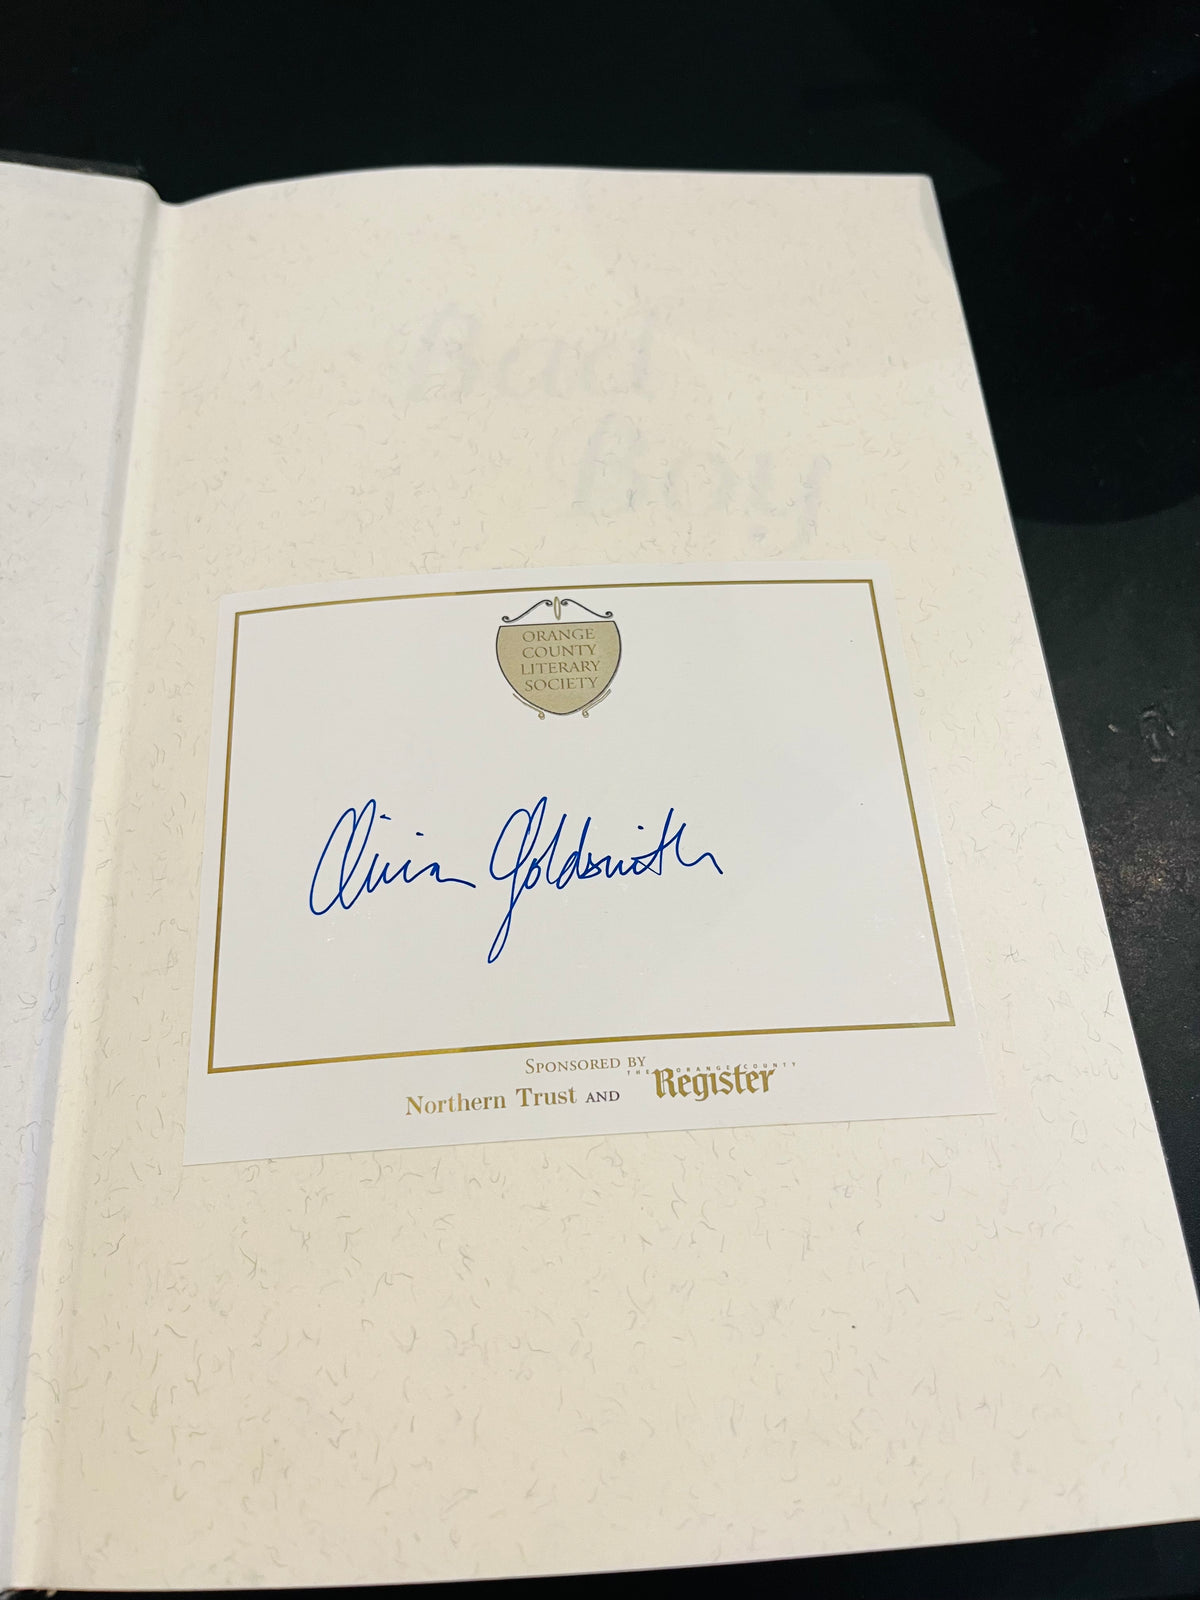 Bad
Boy
ORANGE
COUNTY
LITERARY
SOCIETY
Olivia Goldsmith
SPONSORED BY
Northern Trust AND THE ORANGE COUNTY Register